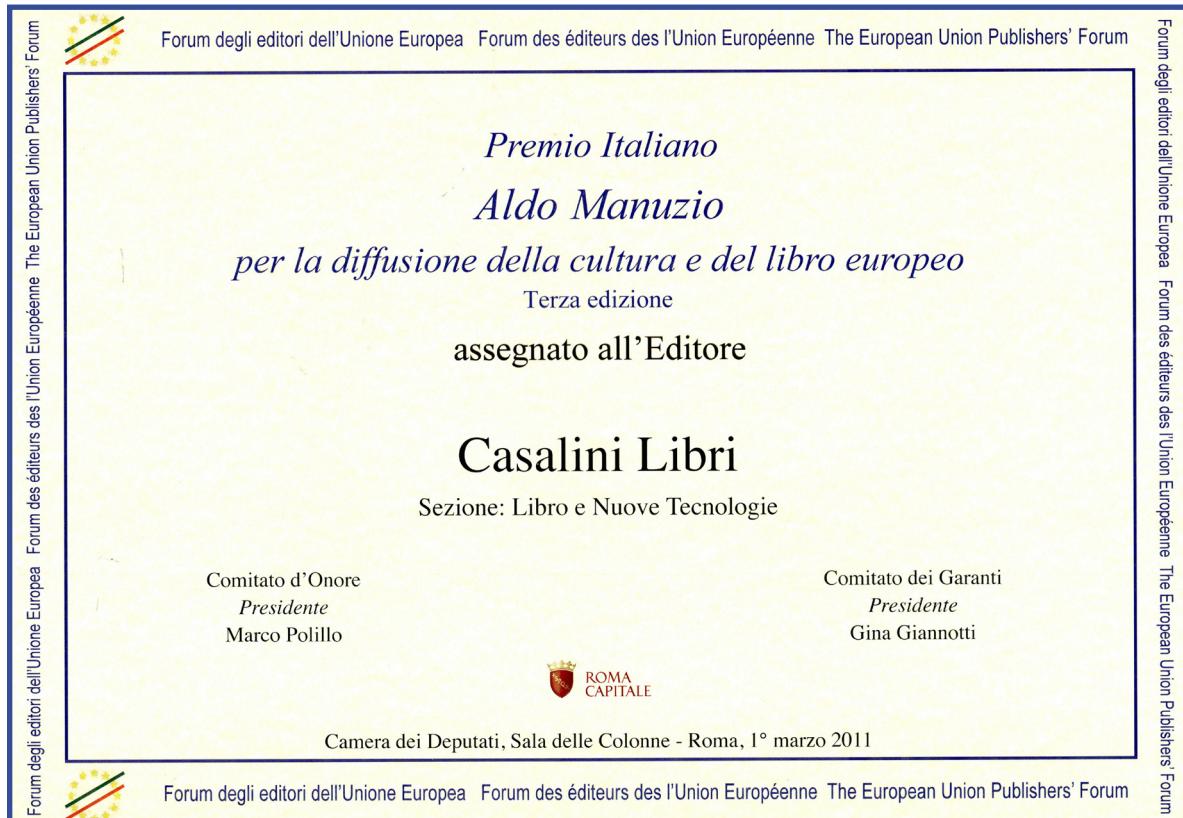 Forum degli editori dell'Unione Europea Forum des éditeurs des l'Union Européenne The European Union Publishers' Forum
Forum degli editori dell'Unione Europea Forum des éditeurs des l'Union Européenne The European Union Publishers' Forum
Premio Italiano
Aldo Manuzio
per la diffusione della cultura e del libro europeo
Terza edizione
assegnato all'Editore
Casalini Libri
Sezione: Libro e Nuove Tecnologie
Comitato d'Onore
Presidente
Marco Polillo
Comitato dei Garanti
Presidente
Gina Giannotti
ROMA
CAPITALE
Camera dei Deputati, Sala delle Colonne - Roma, 1° marzo 2011
Forum degli editori dell'Unione Europea Forum des éditeurs des l'Union Européenne The European Union Publishers' Forum
Forum degli editori dell'Unione Europea Forum des éditeurs des l'Union Européenne The European Union Publishers' Forum